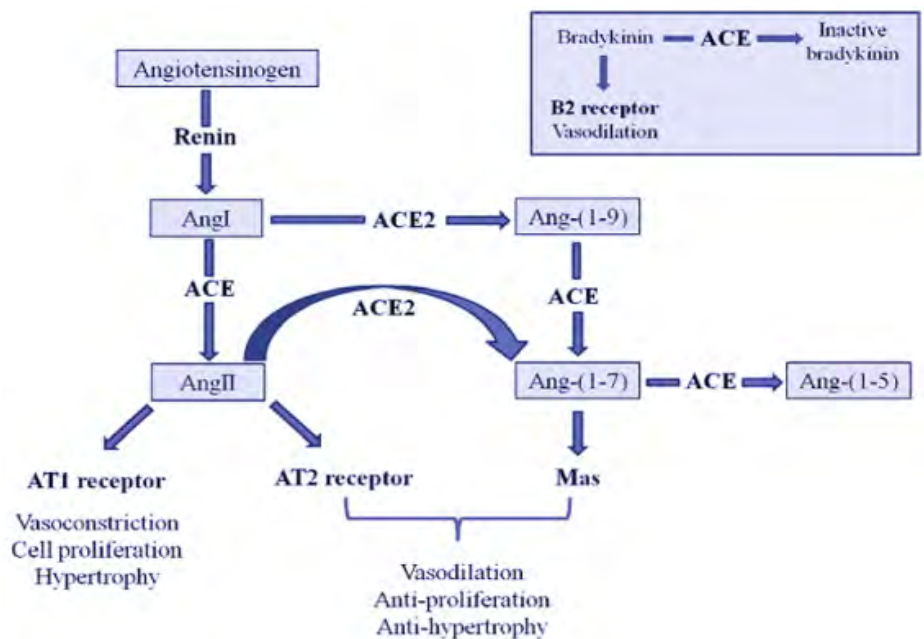 Bradykinin ACE Inactive bradykinin
B2 receptor
Vasodilation
Angiotensinogen
Renin
AngI ACE2 Ang-(1-9)
ACE ACE2 ACE
AngII Ang-(1-7) ACE Ang-(1-5)
AT1 receptor AT2 receptor Mas
Vasoconstriction
Cell proliferation
Hypertrophy
Vasodilation
Anti-proliferation
Anti-hypertrophy